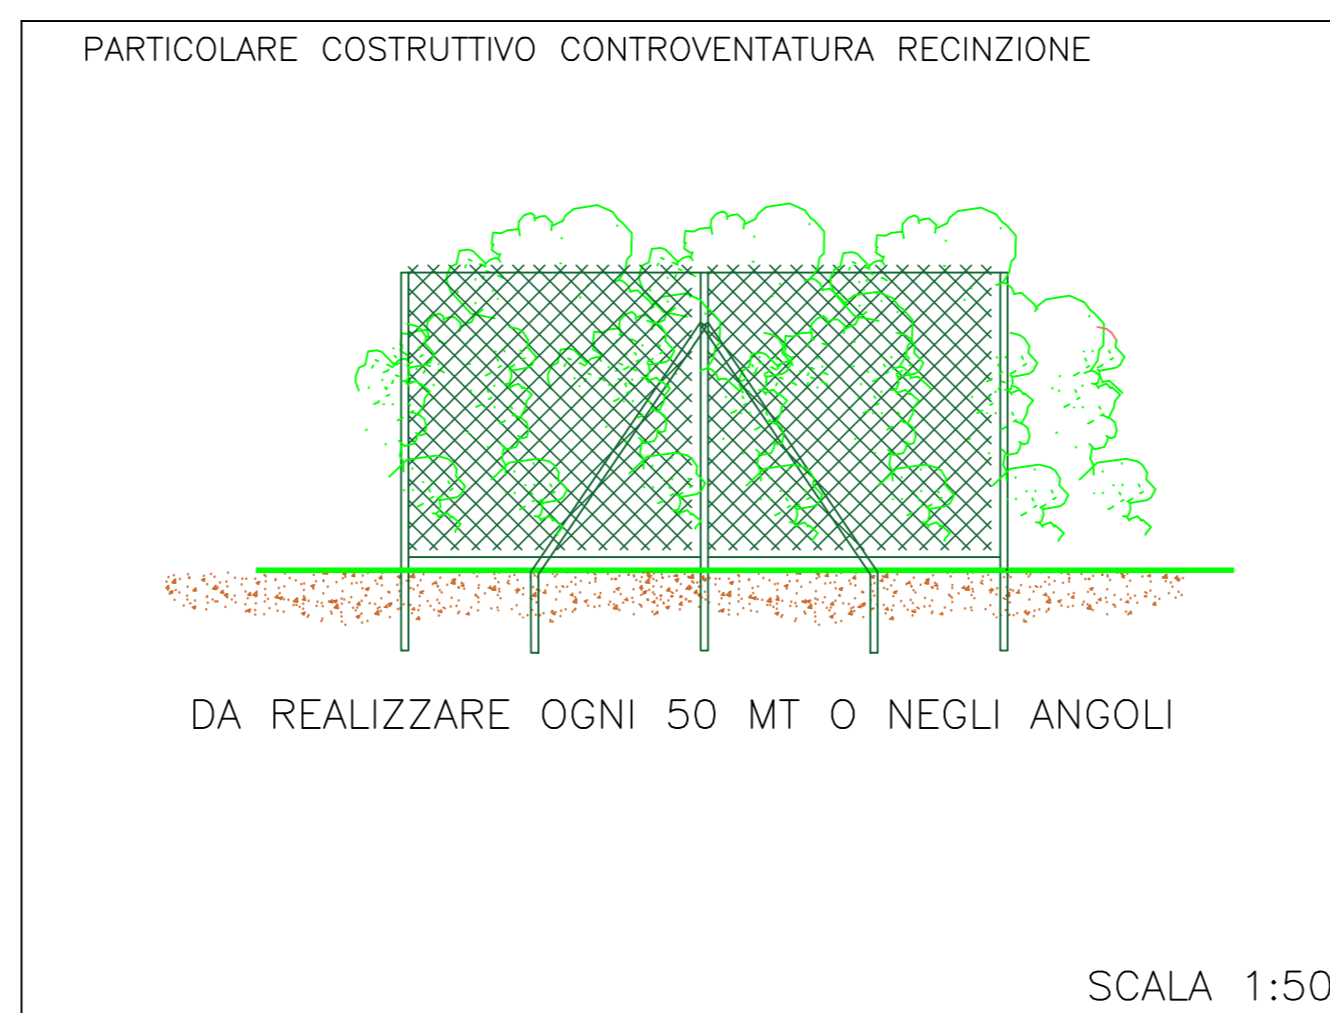 PARTICOLARE COSTRUTTIVO CONTROVENTATURA RECINZIONE
DA REALIZZARE OGNI 50 MT O NEGLI ANGOLI
SCALA 1:50